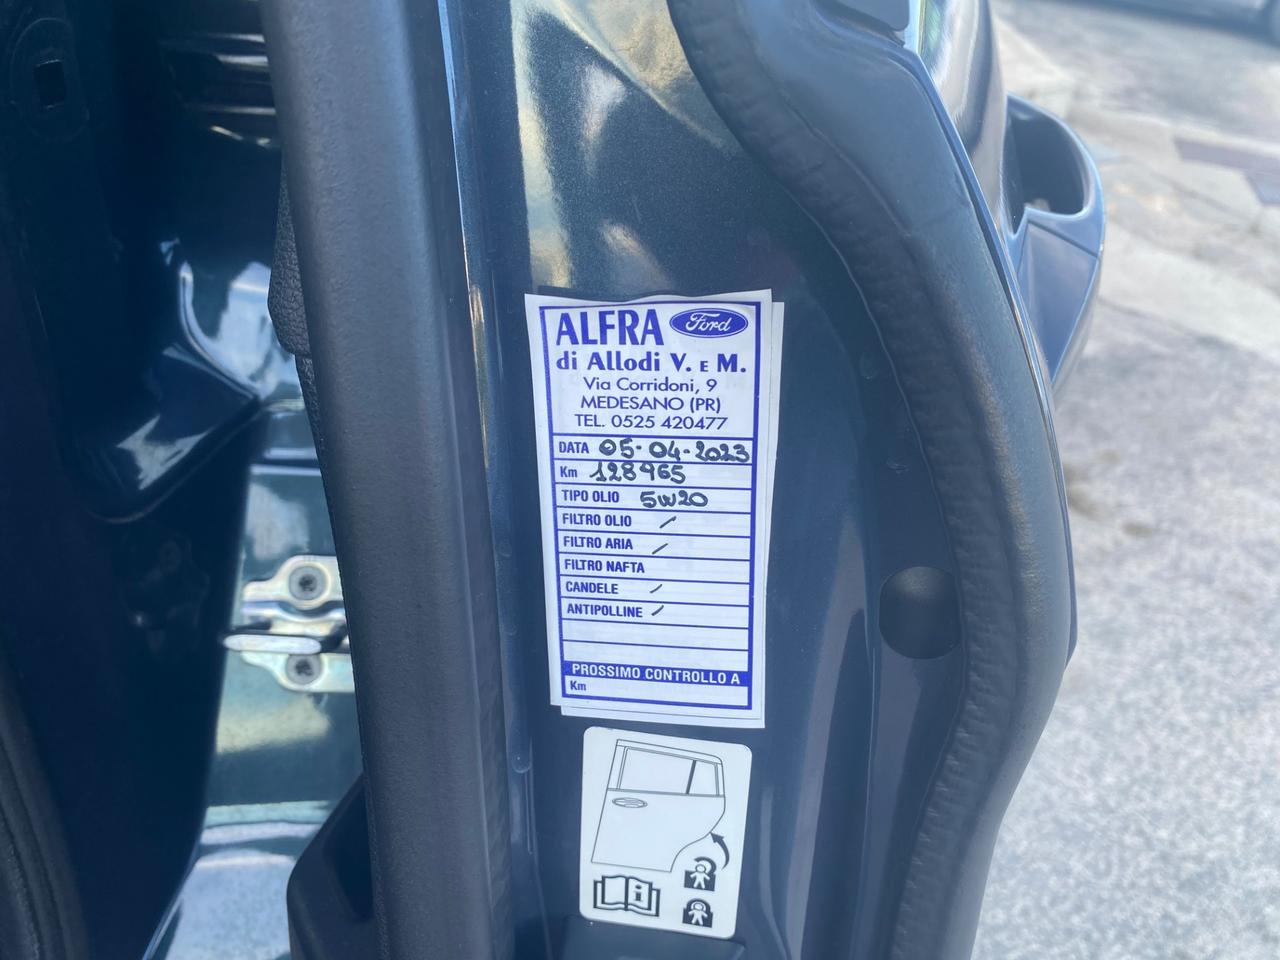 ALFRA Ford
di Allodi V. E M.
Via Corridoni, 9
MEDESANO (PR)
TEL. 0525 420477
DATA 05-04-2023
Km 128965
TIPO OLIO 5W20
FILTRO OLIO /
FILTRO ARIA /
FILTRO NAFTA
CANDELE /
ANTIPOLLINE /
PROSSIMO CONTROLLO A
Km
i